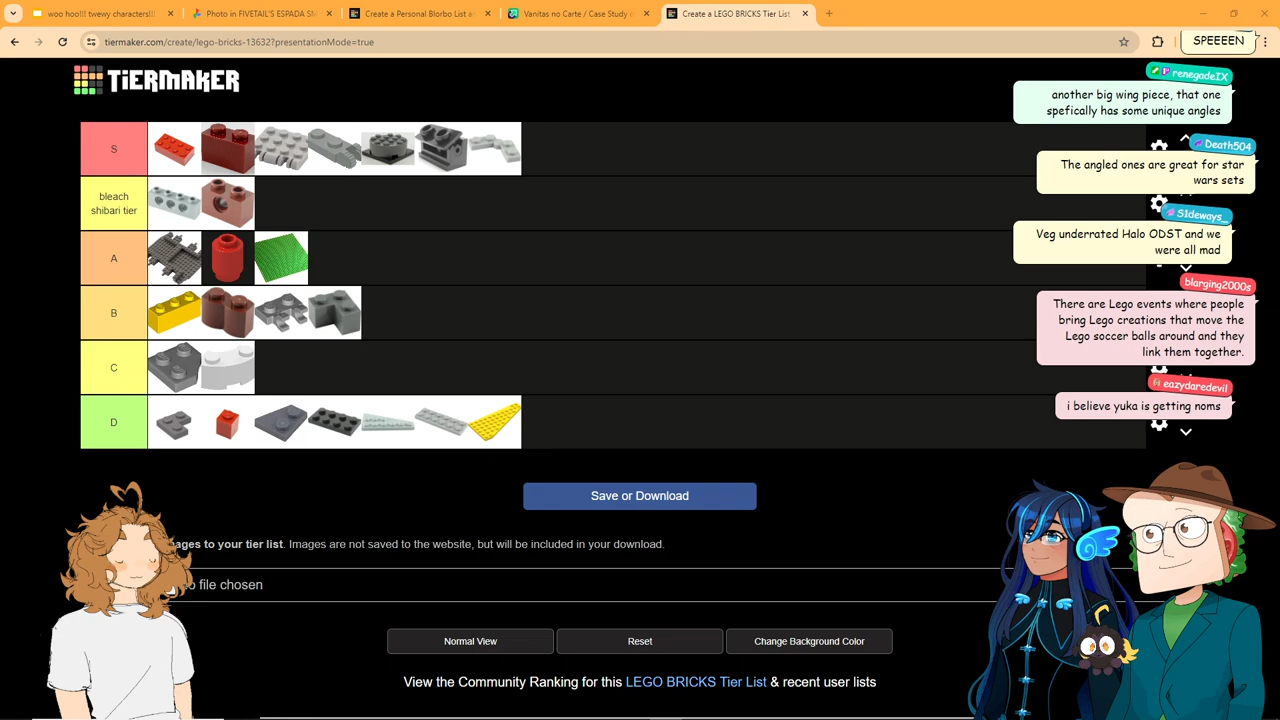 woo hoo!!! twewy characters!!!
Photo in FIVETAIL'S ESPADA SM
Create a Personal Blorbo List a
Vanitas no Carte / Case Study o
Create a LEGO BRICKS Tier List
tiermaker.com/create/lego-bricks-13632?presentationMode=true
SPEEEEN
TiERMAKER
renegadeIX
another big wing piece, that one
spefically has some unique angles
S
Death504
The angled ones are great for star
wars sets
bleach
shibari tier
S1deways_
Veg underrated Halo ODST and we
were all mad
A
blarging2000s
There are Lego events where people
bring Lego creations that move the
Lego soccer balls around and they
link them together.
B
C
eazydaredevil
i believe yuka is getting noms
D
Save or Download
ages to your tier list. Images are not saved to the website, but will be included in your download.
o file chosen
Normal View
Reset
Change Background Color
View the Community Ranking for this LEGO BRICKS Tier List & recent user lists